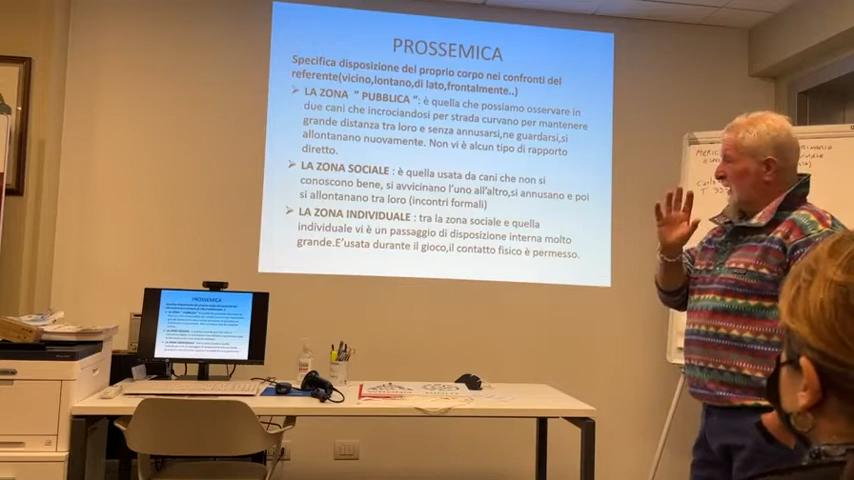 PROSSEMICA
Specifica disposizione del proprio corpo nei confronti del
referente(vicino,lontano,di lato,frontalmente..)
➢ LA ZONA " PUBBLICA ": è quella che possiamo osservare in
due cani che incrociandosi per strada curvano per mantenere
grande distanza tra loro e senza annusarsi,ne guardarsi,si
allontanano nuovamente. Non vi è alcun tipo di rapporto
diretto.
➢ LA ZONA SOCIALE : è quella usata da cani che non si
conoscono bene,si avvicinano l'uno all'altro,si annusano e poi
si allontanano tra loro (incontri formali)
➢ LA ZONA INDIVIDUALE : tra la zona sociale e quella
individuale vi è un passaggio di disposizione interna molto
grande.E'usata durante il gioco,il contatto fisico è permesso.
PROSSEMICA